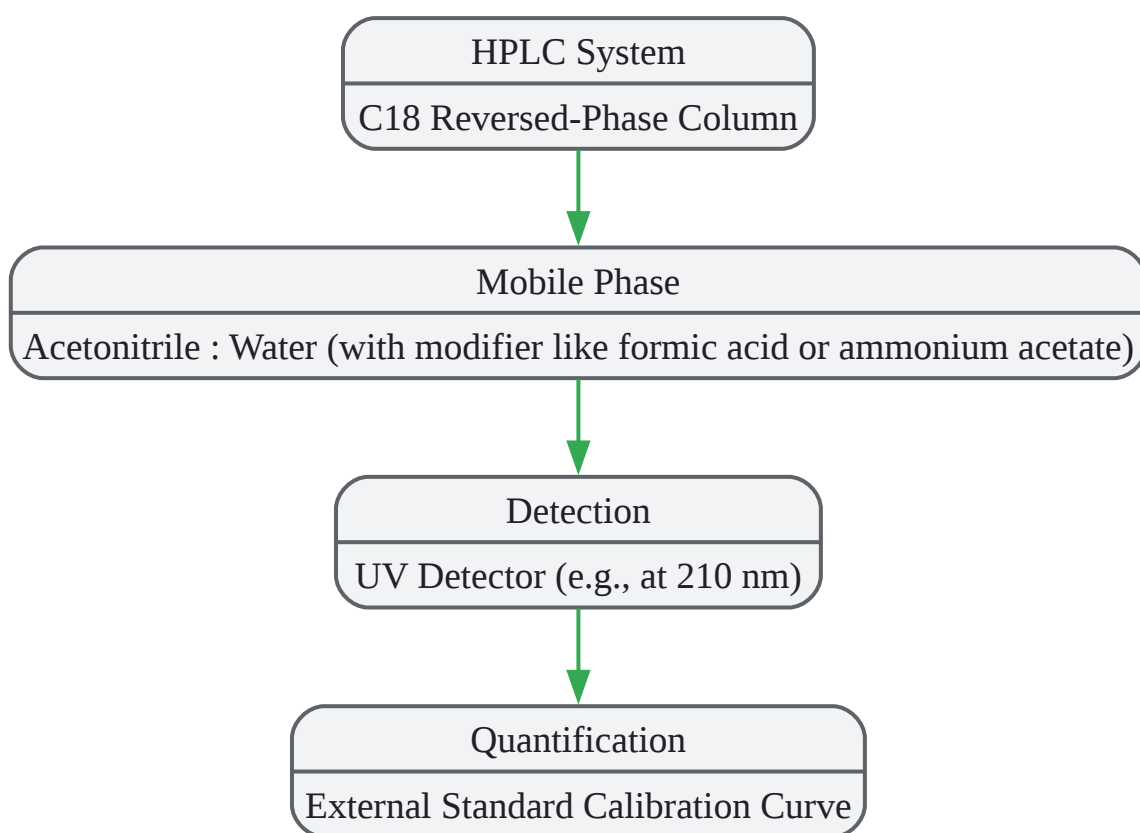 HPLC System
C18 Reversed-Phase Column
Mobile Phase
Acetonitrile : Water (with modifier like formic acid or ammonium acetate)
Detection
UV Detector (e.g., at 210 nm)
Quantification
External Standard Calibration Curve